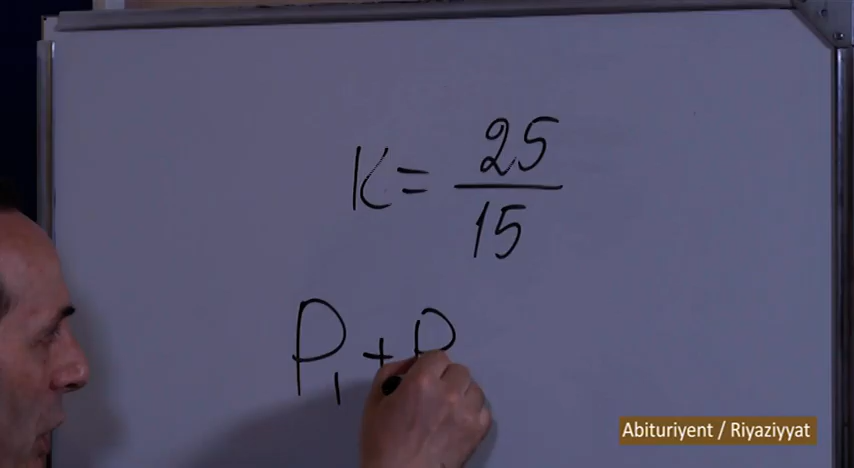 K = 25/15
P₁ + P
Abituriyent / Riyaziyyat